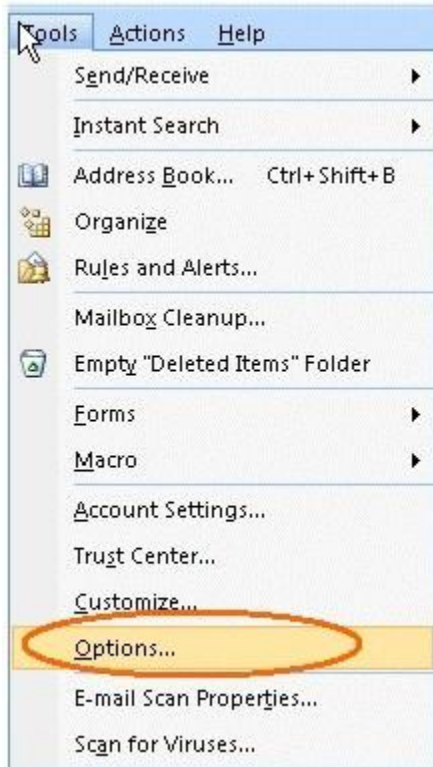 Tools Actions Help
Send/Receive
Instant Search
Address Book... Ctrl+Shift+B
Organize
Rules and Alerts...
Mailbox Cleanup...
Empty "Deleted Items" Folder
Forms
Macro
Account Settings...
Trust Center...
Customize...
Options...
E-mail Scan Properties...
Scan for Viruses...